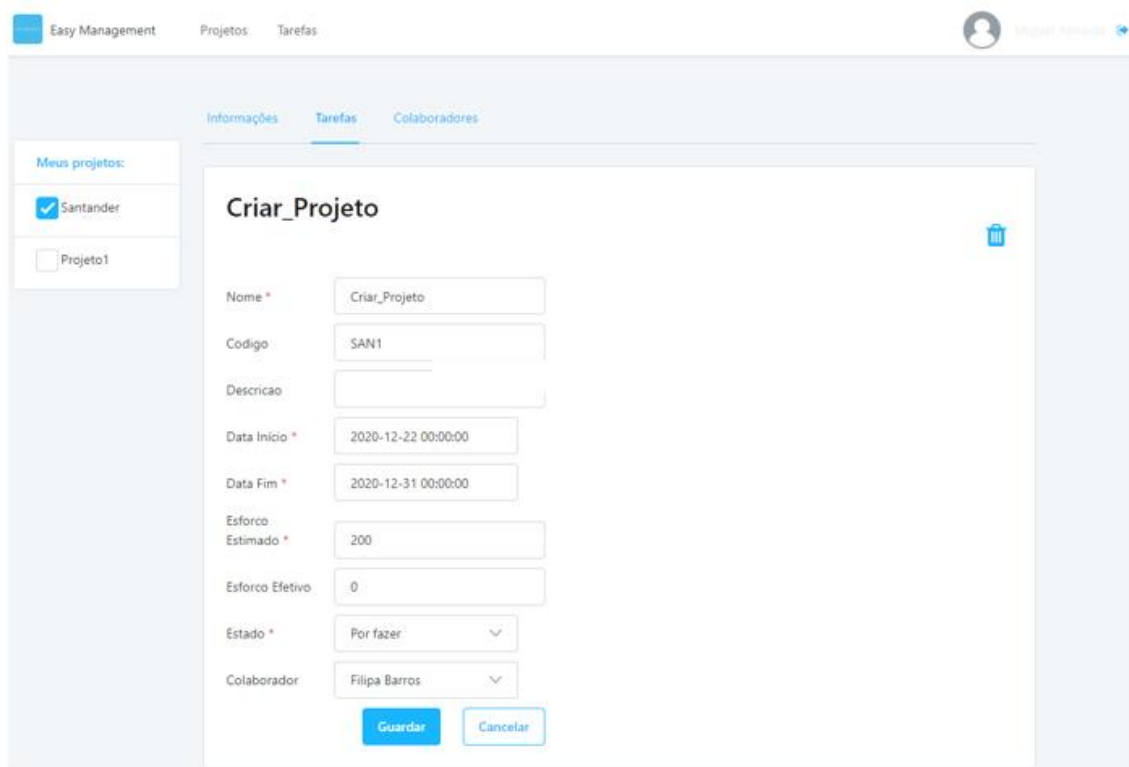 Easy Management Projetos Tarefas
Informações Tarefas Colaboradores
Meus projetos:
Santander
Projeto1
Criar_Projeto
Nome * Criar_Projeto
Codigo SAN1
Descricao
Data Início * 2020-12-22 00:00:00
Data Fim * 2020-12-31 00:00:00
Esforco
Estimado * 200
Esforco Efetivo 0
Estado * Por fazer
Colaborador Filipa Barros
Guardar Cancelar